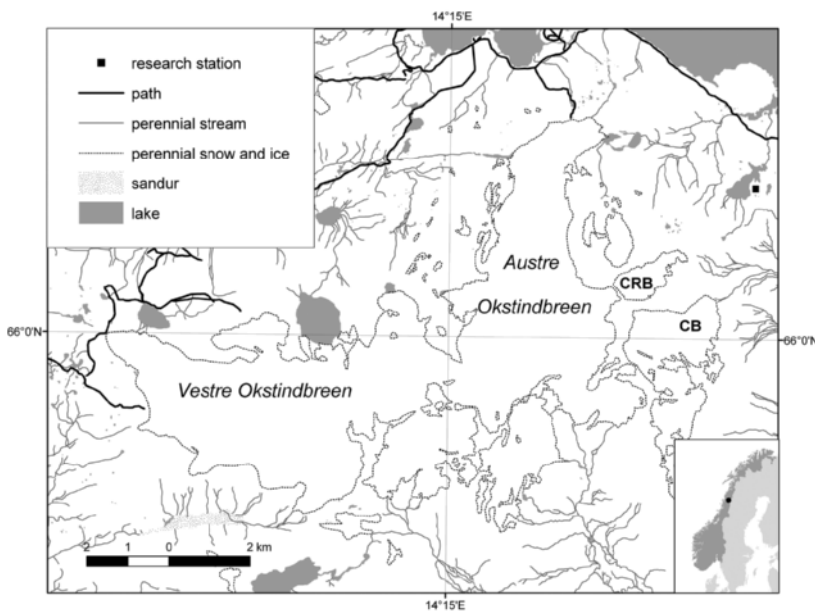 14°15'E
research station
path
perennial stream
perennial snow and ice
sandur
lake
Austre
CRB
Okstindbreen
CB
66°0'N
66°0'N
Vestre Okstindbreen
2 1 0 2 km
14°15'E